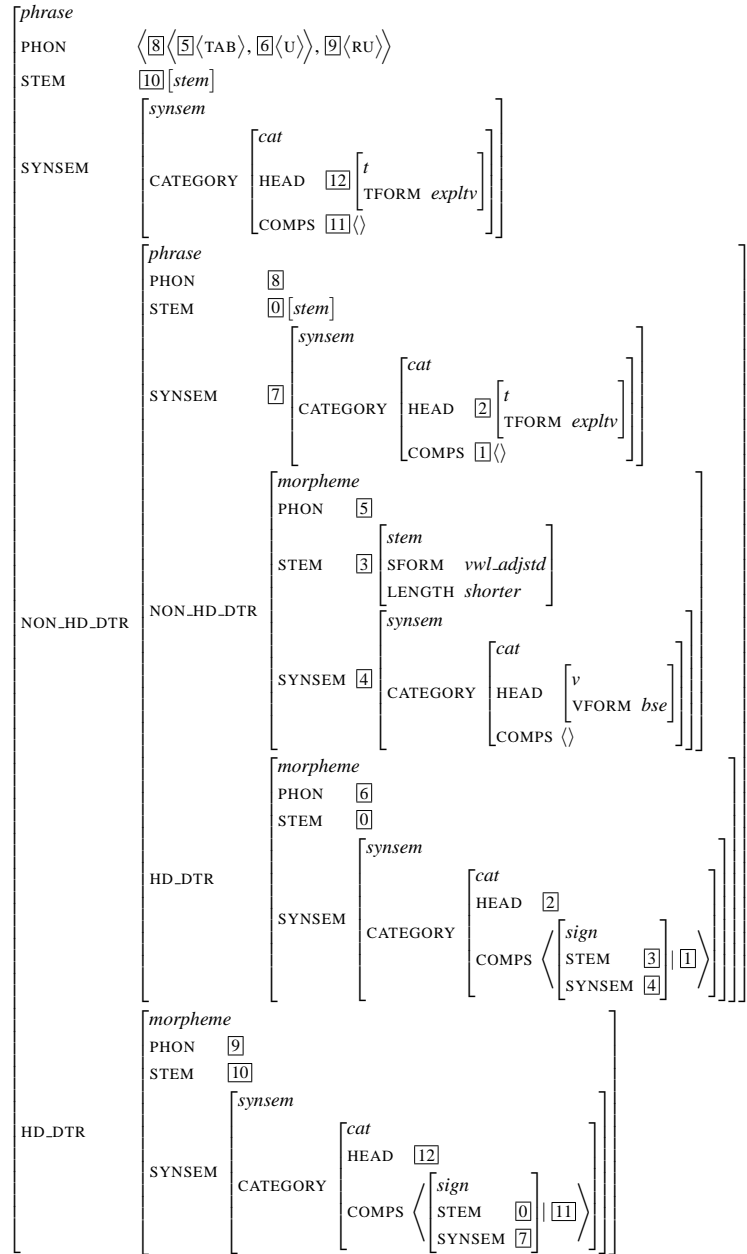 phrase
PHON ⟨8⟨5⟨TAB⟩, 6⟨U⟩⟩, 9⟨RU⟩⟩
STEM 10[stem]
synsem
cat
t
SYNSEM CATEGORY HEAD 12
TFORM expltv
COMPS 11⟨⟩
phrase
PHON 8
STEM 0[stem]
synsem
cat
t
SYNSEM 7 CATEGORY HEAD 2
TFORM expltv
COMPS 1⟨⟩
morpheme
PHON 5
stem
STEM 3 SFORM vwl_adjstd
LENGTH shorter
NON_HD_DTR NON_HD_DTR
synsem
cat
v
SYNSEM 4 CATEGORY HEAD
VFORM bse
COMPS ⟨⟩
morpheme
PHON 6
STEM 0
synsem
HD_DTR
cat
HEAD 2
SYNSEM CATEGORY
sign
COMPS ⟨STEM 3 | 1⟩
SYNSEM 4
morpheme
PHON 9
STEM 10
synsem
HD_DTR
cat
HEAD 12
SYNSEM CATEGORY
sign
COMPS ⟨STEM 0 | 11⟩
SYNSEM 7